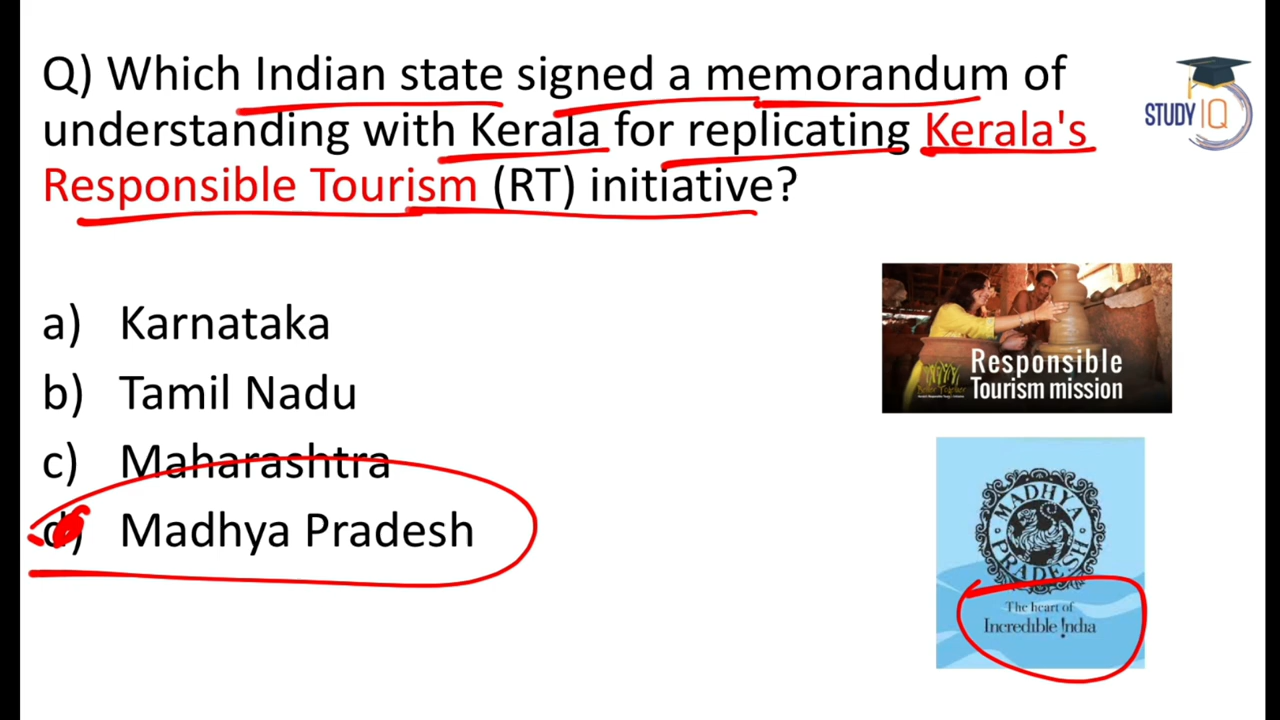 Q) Which Indian state signed a memorandum of
understanding with Kerala for replicating Kerala's
Responsible Tourism (RT) initiative?
STUDY IQ
a) Karnataka
b) Tamil Nadu
c) Maharashtra
d) Madhya Pradesh
Responsible
Tourism mission
MADHYA
PRADESH
The heart of
Incredible !ndia